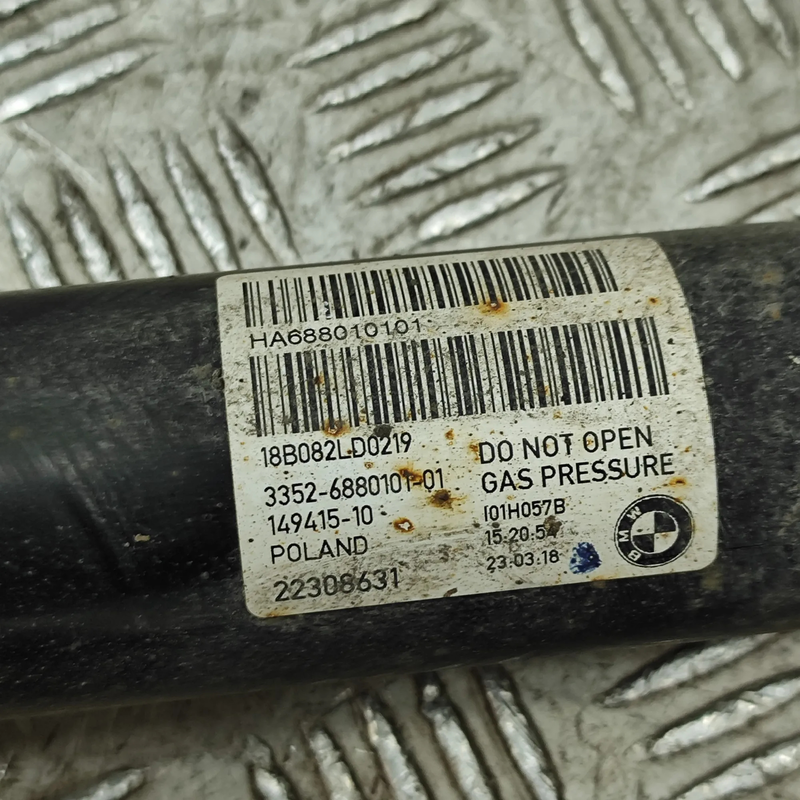 HA688010101
18B082LD0219
3352-6880101-01
149415-10
POLAND
22308631
DO NOT OPEN
GAS PRESSURE
I01H057B
15.20.54
23.03.18
BMW